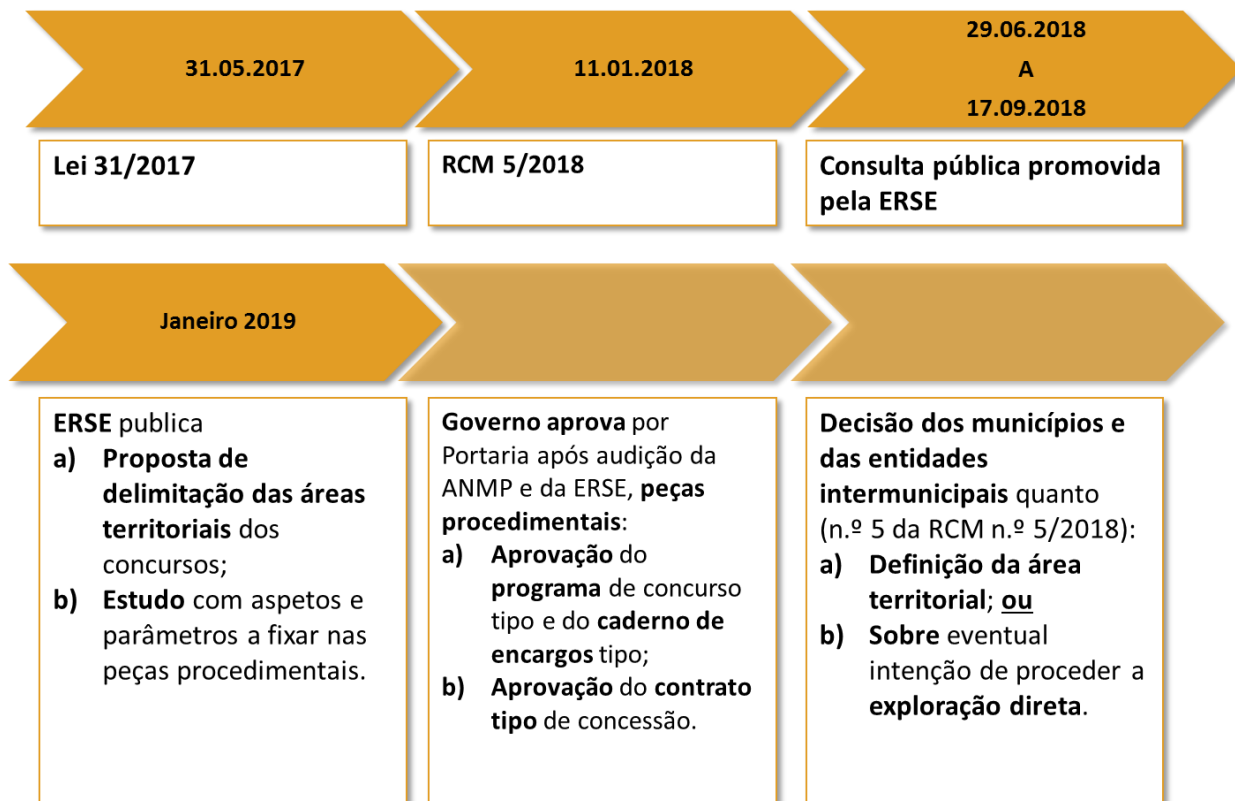 31.05.2017
11.01.2018
29.06.2018
A
17.09.2018
Lei 31/2017
RCM 5/2018
Consulta pública promovida
pela ERSE
Janeiro 2019
ERSE publica
a) Proposta de
delimitação das áreas
territoriais dos
concursos;
b) Estudo com aspetos e
parâmetros a fixar nas
peças procedimentais.
Governo aprova por
Portaria após audição da
ANMP e da ERSE, peças
procedimentais:
a) Aprovação do
programa de concurso
tipo e do caderno de
encargos tipo;
b) Aprovação do contrato
tipo de concessão.
Decisão dos municípios e
das entidades
intermunicipais quanto
(n.º 5 da RCM n.º 5/2018):
a) Definição da área
territorial; ou
b) Sobre eventual
intenção de proceder a
exploração direta.